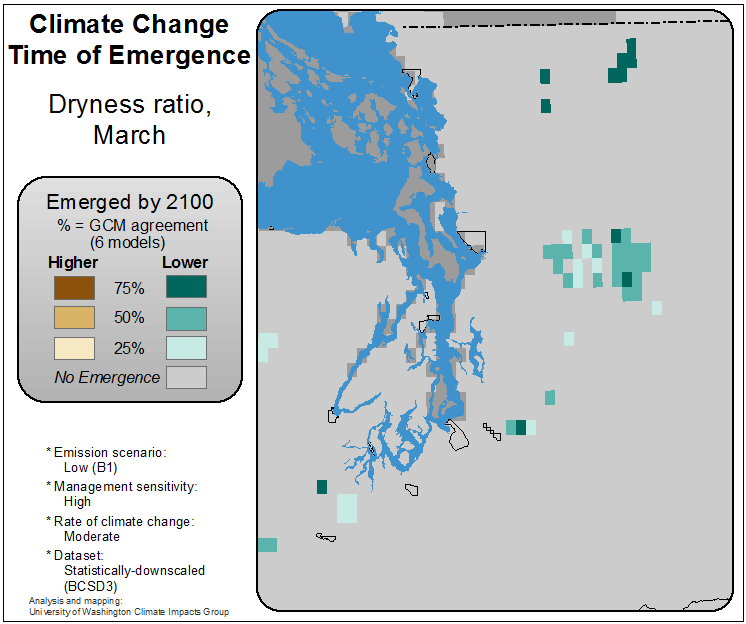 Climate Change
Time of Emergence
Dryness ratio,
March
Emerged by 2100
% = GCM agreement
(6 models)
Higher Lower
75%
50%
25%
No Emergence
* Emission scenario:
Low (B1)
* Management sensitivity:
High
* Rate of climate change:
Moderate
* Dataset:
Statistically-downscaled
(BCSD3)
Analysis and mapping:
University of Washington Climate Impacts Group